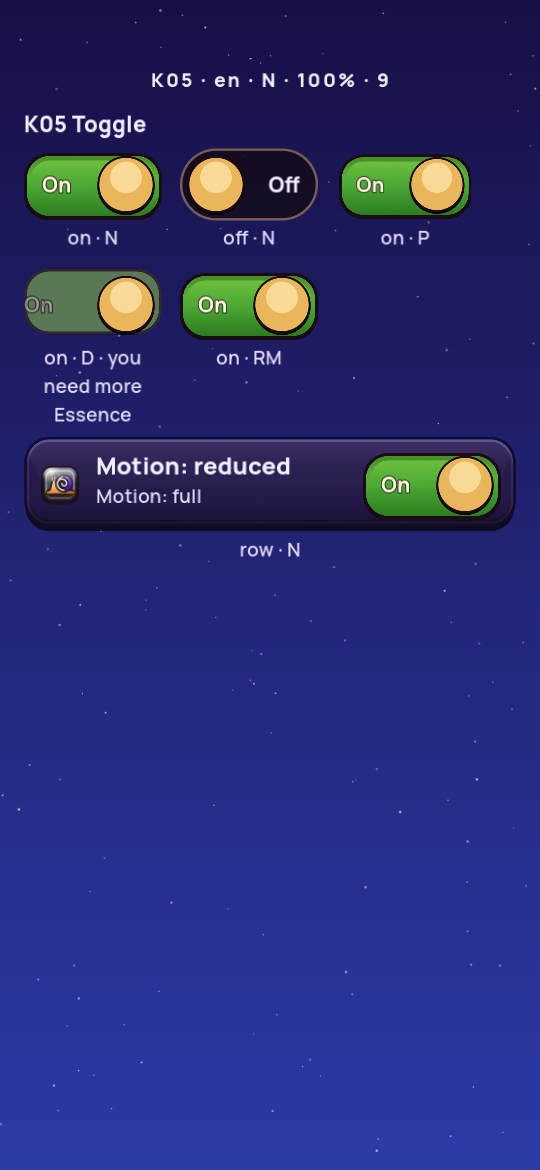 K05 · en · N · 100% · 9
K05 Toggle
On
Off
On
on · N
off · N
on · P
On
On
on · D · you
need more
Essence
on · RM
Motion: reduced
Motion: full
On
row · N